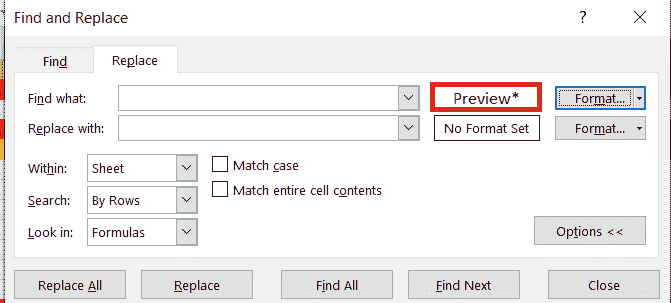 Find and Replace ? ×
Find Replace
Find what: Preview* Format...
Replace with: No Format Set Format...
Within: Sheet Match case
Match entire cell contents
Search: By Rows
Look in: Formulas Options <<
Replace All Replace Find All Find Next Close